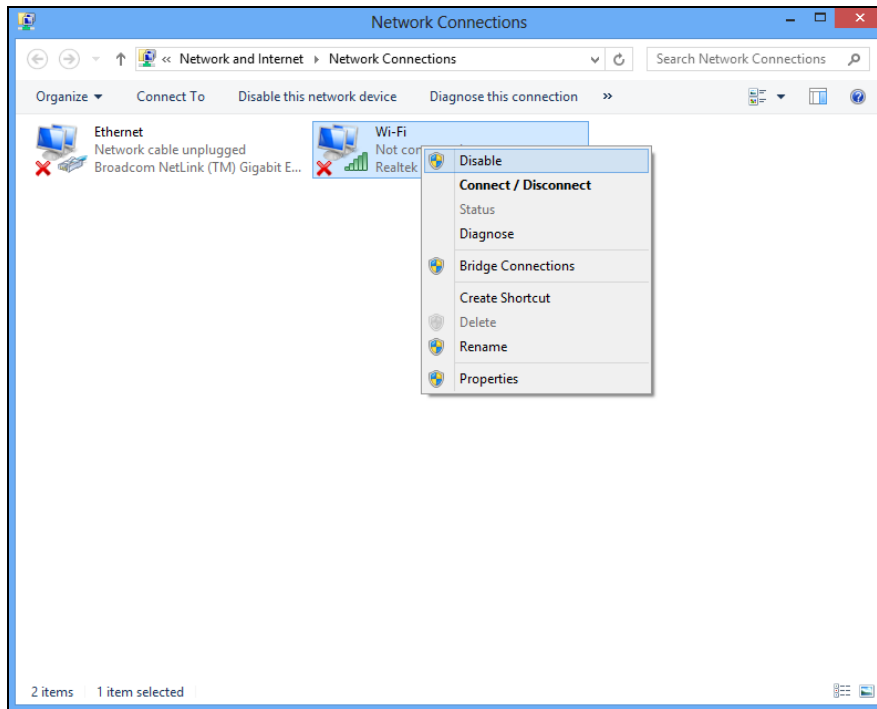 Network Connections
« Network and Internet Network Connections
Search Network Connections
Organize Connect To Disable this network device Diagnose this connection »
Ethernet
Network cable unplugged
Broadcom NetLink (TM) Gigabit E...
Wi-Fi
Not
Realtek
Disable
Connect / Disconnect
Status
Diagnose
Bridge Connections
Create Shortcut
Delete
Rename
Properties
2 items 1 item selected